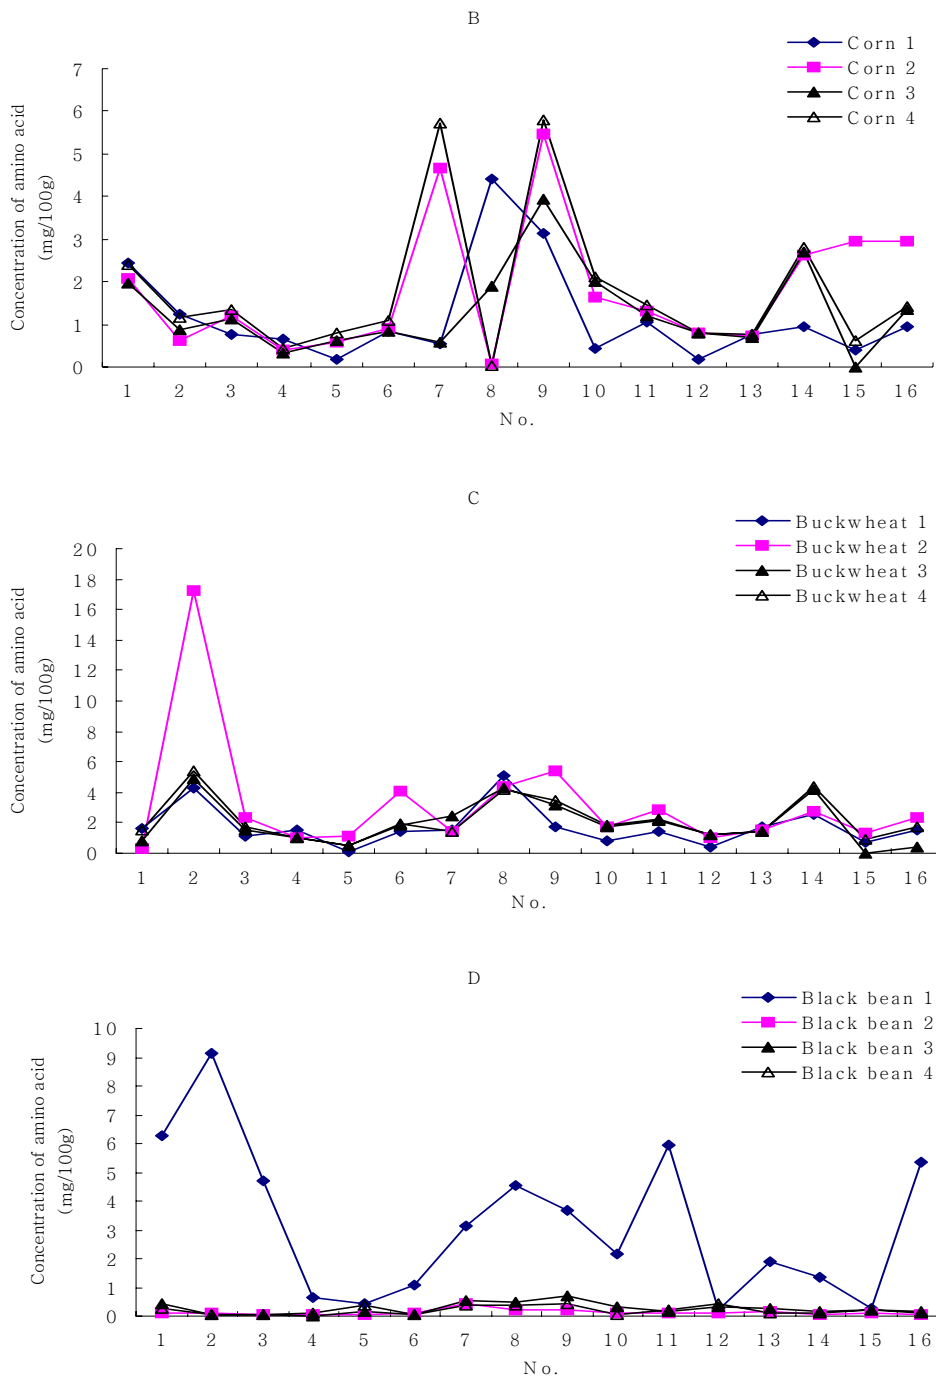 B
Corn 1
Corn 2
Corn 3
Corn 4
Concentration of amino acid
(mg/100g)
7
6
5
4
3
2
1
0
1 2 3 4 5 6 7 8 9 10 11 12 13 14 15 16
No.
C
Buckwheat 1
Buckwheat 2
Buckwheat 3
Buckwheat 4
Concentration of amino acid
(mg/100g)
20
18
16
14
12
10
8
6
4
2
0
1 2 3 4 5 6 7 8 9 10 11 12 13 14 15 16
No.
D
Black bean 1
Black bean 2
Black bean 3
Black bean 4
Concentration of amino acid
(mg/100g)
10
9
8
7
6
5
4
3
2
1
0
1 2 3 4 5 6 7 8 9 10 11 12 13 14 15 16
No.